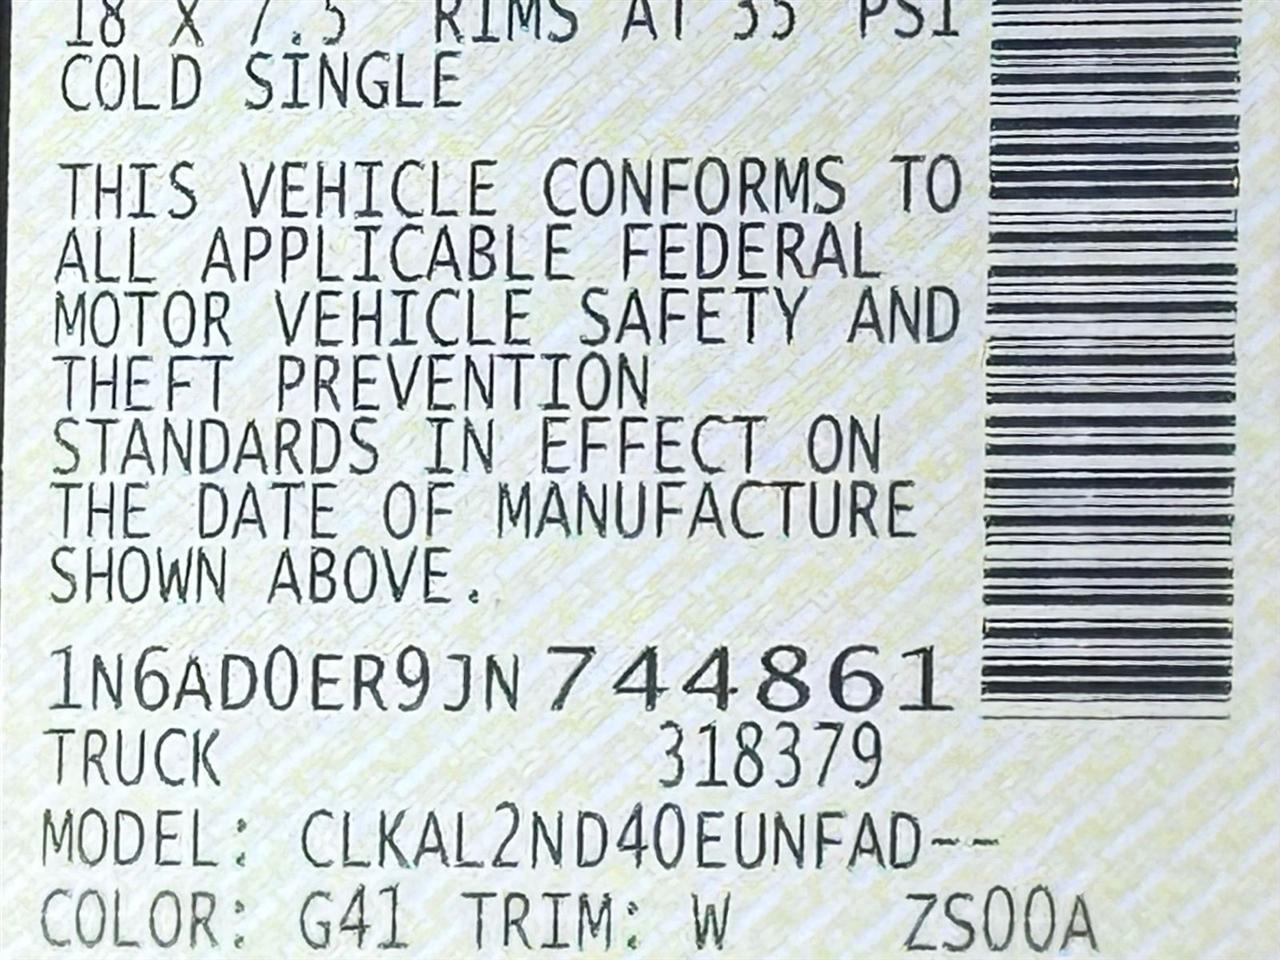 18 X 7.5 RIMS AT 35 PSI
COLD SINGLE
THIS VEHICLE CONFORMS TO
ALL APPLICABLE FEDERAL
MOTOR VEHICLE SAFETY AND
THEFT PREVENTION
STANDARDS IN EFFECT ON
THE DATE OF MANUFACTURE
SHOWN ABOVE.
1N6AD0ER9JN744861
TRUCK 318379
MODEL: CLKAL2ND40EUNFAD--
COLOR: G41 TRIM: W ZS00A